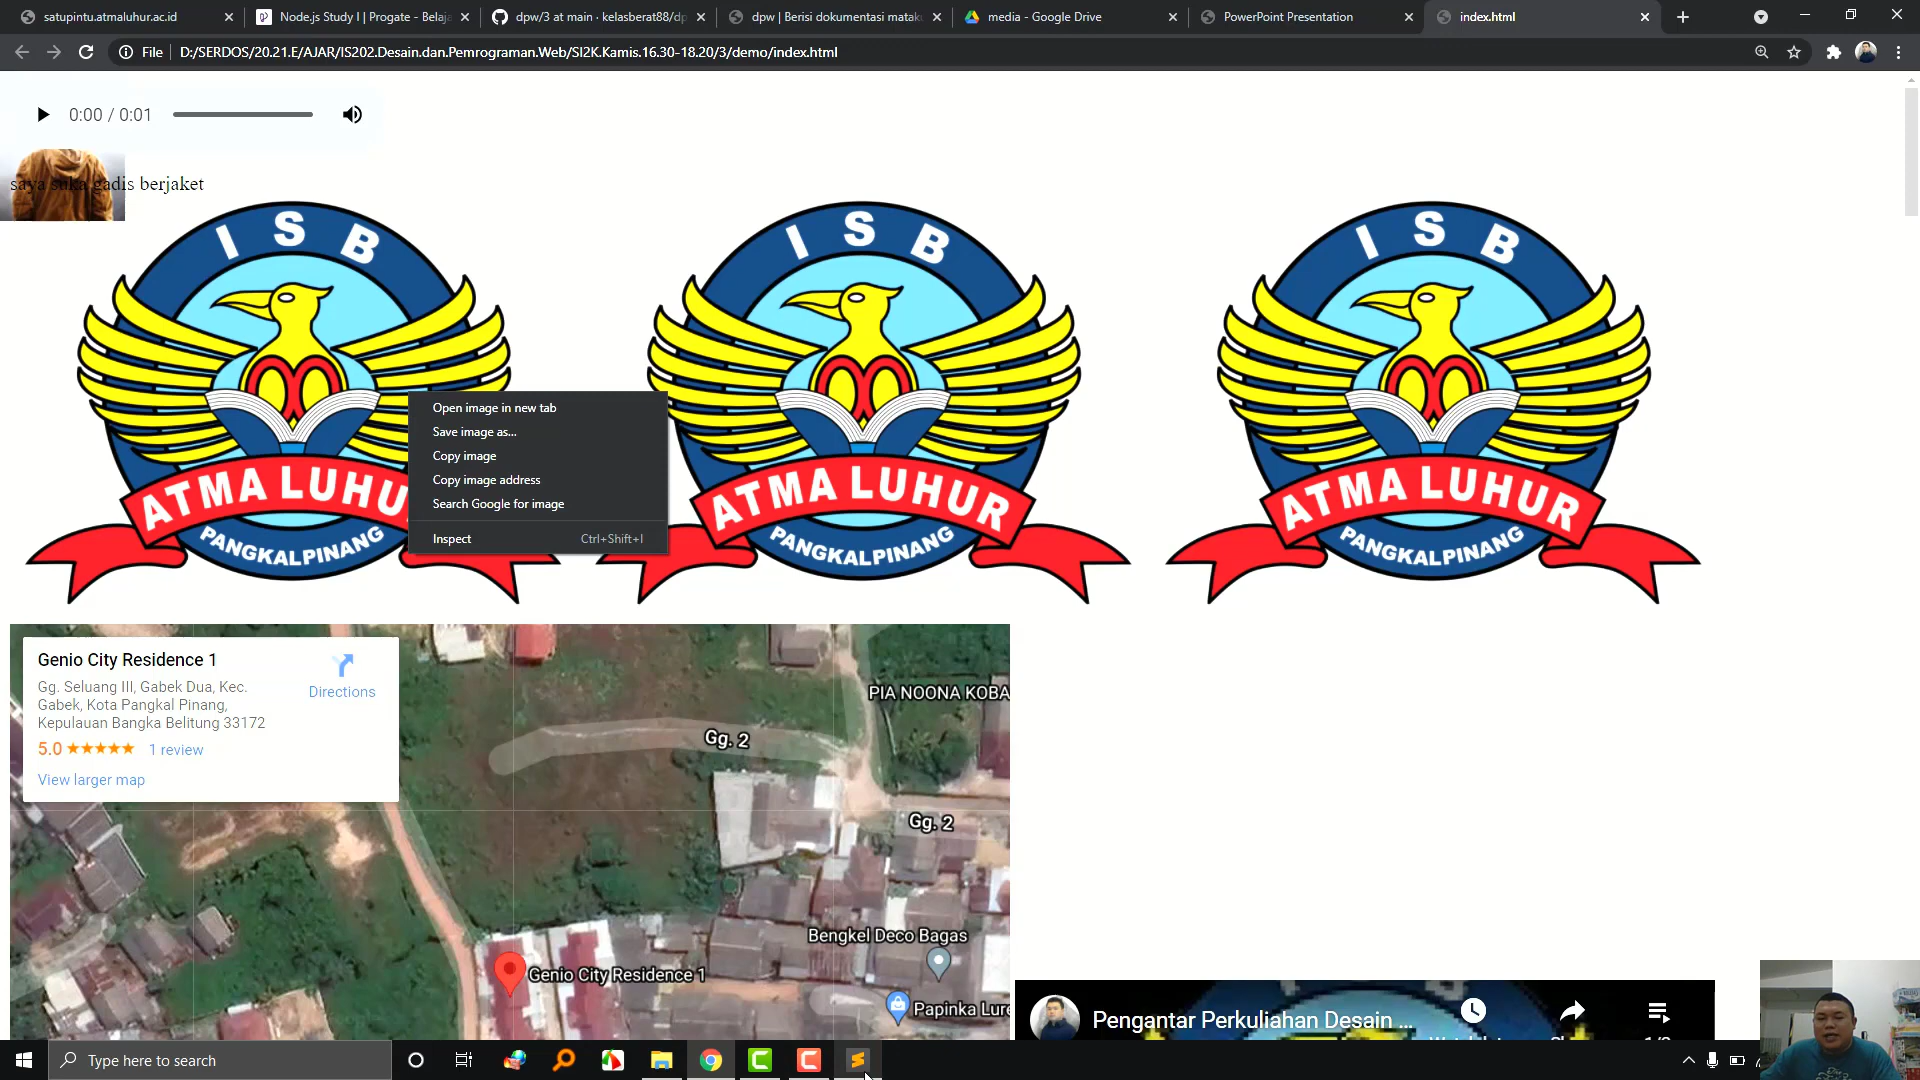 satupintu.atmaluhur.ac.id
Node.js Study I | Progate - Belaja
dpw/3 at main · kelasberat88/dp
dpw | Berisi dokumentasi mataku
media - Google Drive
PowerPoint Presentation
index.html
File
D:/SERDOS/20.21.E/AJAR/IS202.Desain.dan.Pemrograman.Web/SI2K.Kamis.16.30-18.20/3/demo/index.html
0:00 / 0:01
saya suka gadis berjaket
I S B
ATMA LUHU
PANGKALPINANG
I S B
ATMA LUHUR
PANGKALPINANG
I S B
ATMA LUHUR
PANGKALPINANG
Open image in new tab
Save image as...
Copy image
Copy image address
Search Google for image
Inspect Ctrl+Shift+I
Genio City Residence 1
Gg. Seluang III, Gabek Dua, Kec.
Gabek, Kota Pangkal Pinang,
Kepulauan Bangka Belitung 33172
Directions
5.0 ★★★★★ 1 review
View larger map
PIA NOONA KOBA
Gg. 2
Gg. 2
Bengkel Deco Bagas
Genio City Residence 1
Papinka Lure
Pengantar Perkuliahan Desain ...
Type here to search